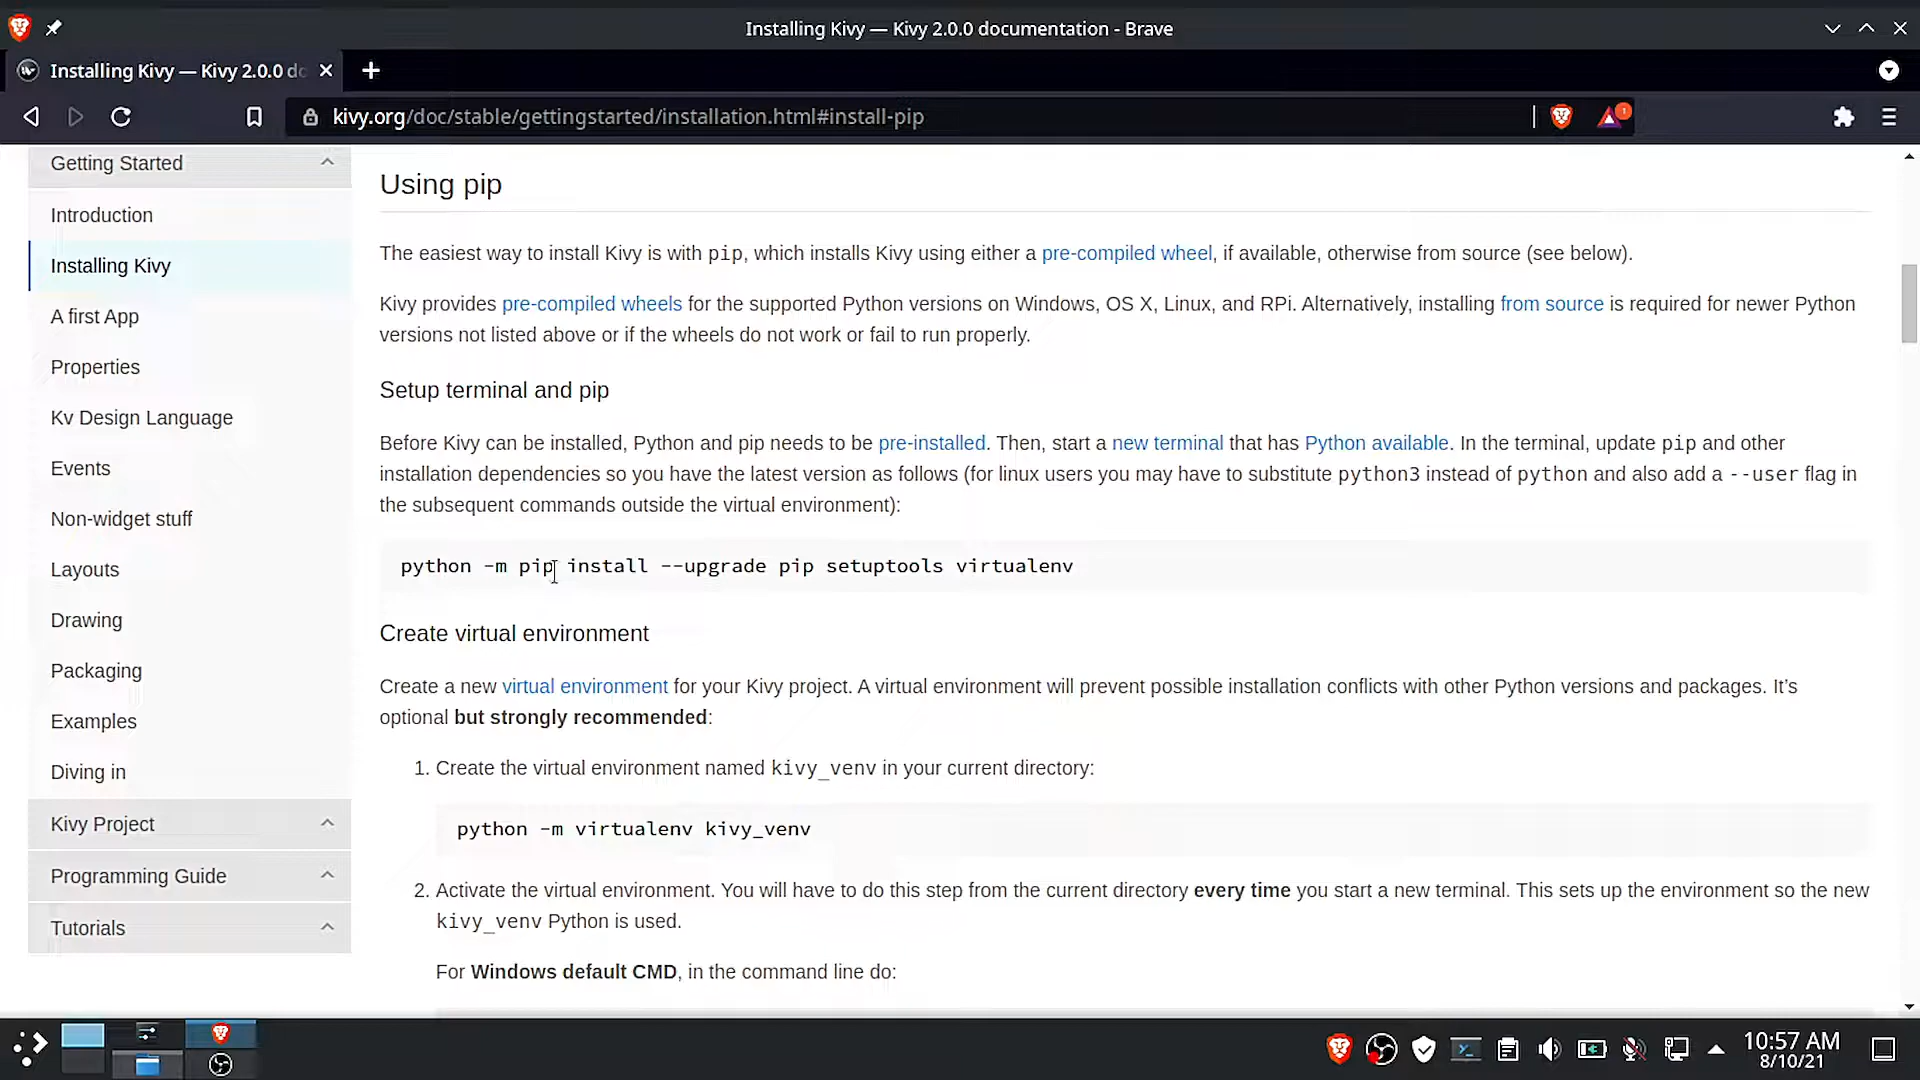 Installing Kivy — Kivy 2.0.0 documentation - Brave
Installing Kivy — Kivy 2.0.0 do
kivy.org/doc/stable/gettingstarted/installation.html#install-pip
1
Getting Started
Introduction
Installing Kivy
A first App
Properties
Kv Design Language
Events
Non-widget stuff
Layouts
Drawing
Packaging
Examples
Diving in
Kivy Project
Programming Guide
Tutorials
Using pip
The easiest way to install Kivy is with pip, which installs Kivy using either a pre-compiled wheel, if available, otherwise from source (see below).
Kivy provides pre-compiled wheels for the supported Python versions on Windows, OS X, Linux, and RPi. Alternatively, installing from source is required for newer Python
versions not listed above or if the wheels do not work or fail to run properly.
Setup terminal and pip
Before Kivy can be installed, Python and pip needs to be pre-installed. Then, start a new terminal that has Python available. In the terminal, update pip and other
installation dependencies so you have the latest version as follows (for linux users you may have to substitute python3 instead of python and also add a --user flag in
the subsequent commands outside the virtual environment):
python -m pip install --upgrade pip setuptools virtualenv
Create virtual environment
Create a new virtual environment for your Kivy project. A virtual environment will prevent possible installation conflicts with other Python versions and packages. It’s
optional but strongly recommended:
1. Create the virtual environment named kivy_venv in your current directory:
python -m virtualenv kivy_venv
2. Activate the virtual environment. You will have to do this step from the current directory every time you start a new terminal. This sets up the environment so the new
kivy_venv Python is used.
For Windows default CMD, in the command line do:
10:57 AM
8/10/21